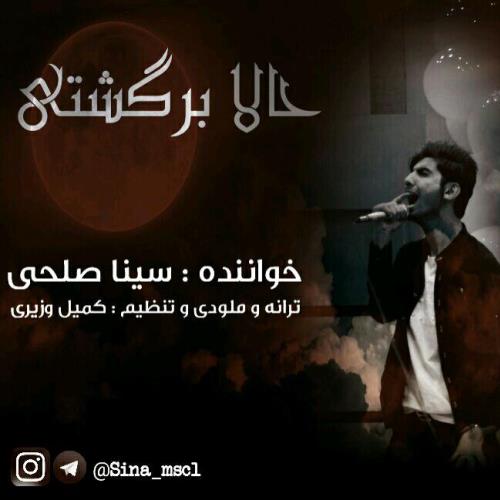 حالا برگشتی
خواننده : سینا صلحی
ترانه و ملودی و تنظیم : کمیل وزیری
@Sina_mscl